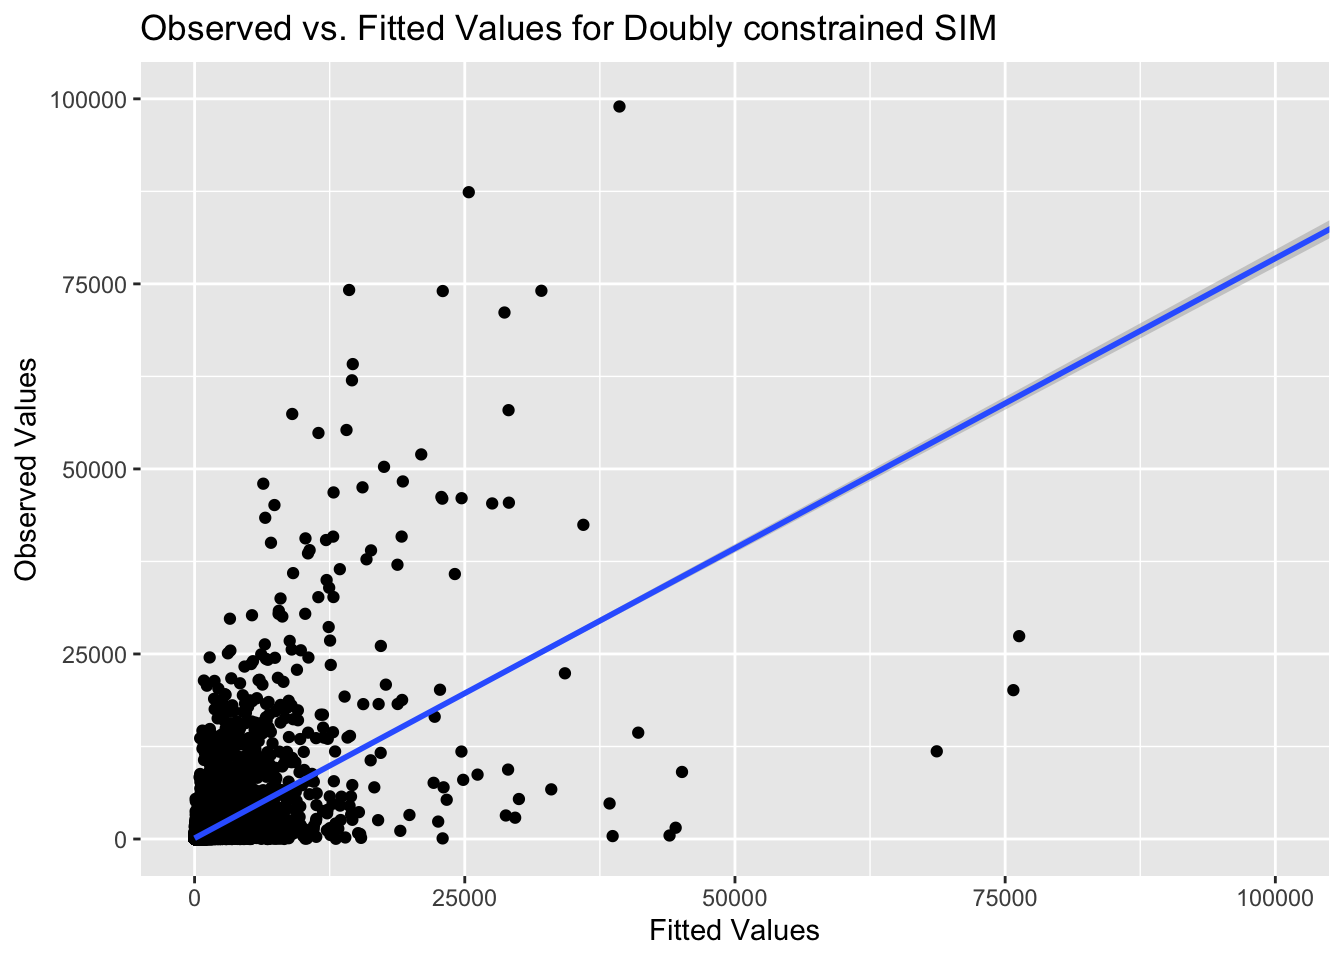 Observed vs. Fitted Values for Doubly constrained SIM
100000
75000
50000
25000
0
Observed Values
0 25000 50000 75000 100000
Fitted Values